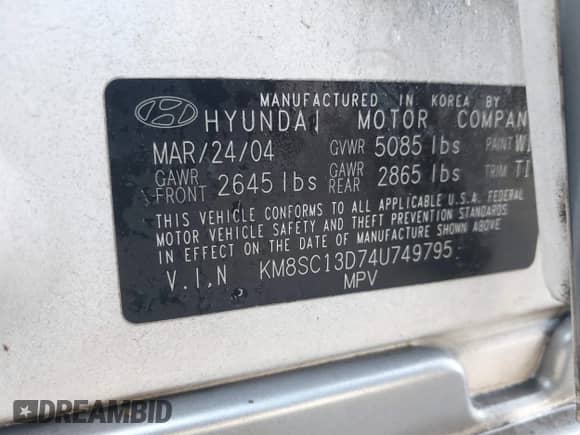 MANUFACTURED IN KOREA BY
HYUNDAI MOTOR COMPAN
MAR/24/04 GVWR 5085 lbs PAINT W
GAWR FRONT 2645 lbs GAWR REAR 2865 lbs TRIM TI
THIS VEHICLE CONFORMS TO ALL APPLICABLE U.S.A. FEDERAL
MOTOR VEHICLE SAFETY AND THEFT PREVENTION STANDARDS
IN EFFECT ON THE DATE OF MANUFACTURE SHOWN ABOVE.
V.I,N KM8SC13D74U749795
MPV
DREAMBID